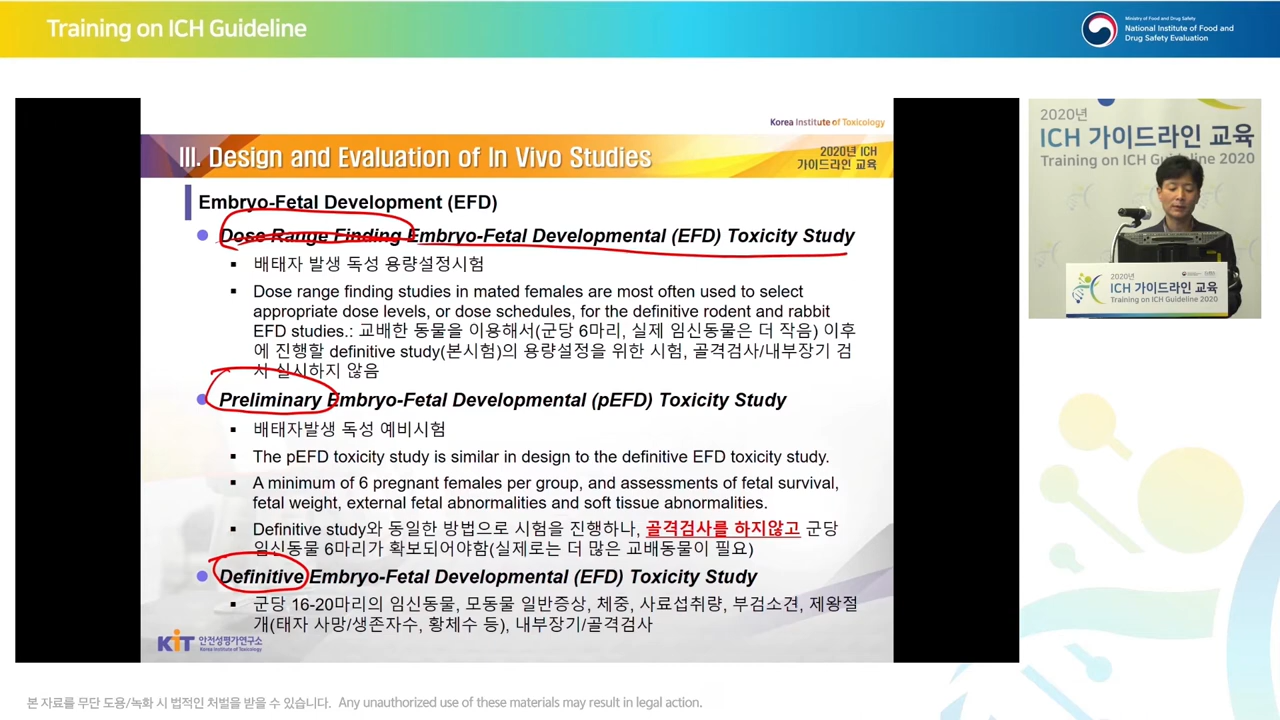 Training on ICH Guideline
Ministry of Food and Drug Safety
National Institute of Food and
Drug Safety Evaluation
Korea Institute of Toxicology
III. Design and Evaluation of In Vivo Studies
2020년 ICH
가이드라인 교육
Embryo-Fetal Development (EFD)
Dose Range Finding Embryo-Fetal Developmental (EFD) Toxicity Study
배태자 발생 독성 용량설정시험
Dose range finding studies in mated females are most often used to select
appropriate dose levels, or dose schedules, for the definitive rodent and rabbit
EFD studies.: 교배한 동물을 이용해서(군당 6마리, 실제 임신동물은 더 작음) 이후
에 진행할 definitive study(본시험)의 용량설정을 위한 시험, 골격검사/내부장기 검
사 실시하지 않음
Preliminary Embryo-Fetal Developmental (pEFD) Toxicity Study
배태자발생 독성 예비시험
The pEFD toxicity study is similar in design to the definitive EFD toxicity study.
A minimum of 6 pregnant females per group, and assessments of fetal survival,
fetal weight, external fetal abnormalities and soft tissue abnormalities.
Definitive study와 동일한 방법으로 시험을 진행하나, 골격검사를 하지않고 군당
임신동물 6마리가 확보되어야함(실제로는 더 많은 교배동물이 필요)
Definitive Embryo-Fetal Developmental (EFD) Toxicity Study
군당 16-20마리의 임신동물, 모동물 일반증상, 체중, 사료섭취량, 부검소견, 제왕절
개(태자 사망/생존자수, 황체수 등), 내부장기/골격검사
KIT 안전성평가연구소
Korea Institute of Toxicology
2020년
ICH 가이드라인 교육
Training on ICH Guideline 2020
2020년
ICH 가이드라인 교육
Training on ICH Guideline 2020
본 자료를 무단 도용/녹화 시 법적인 처벌을 받을 수 있습니다. Any unauthorized use of these materials may result in legal action.